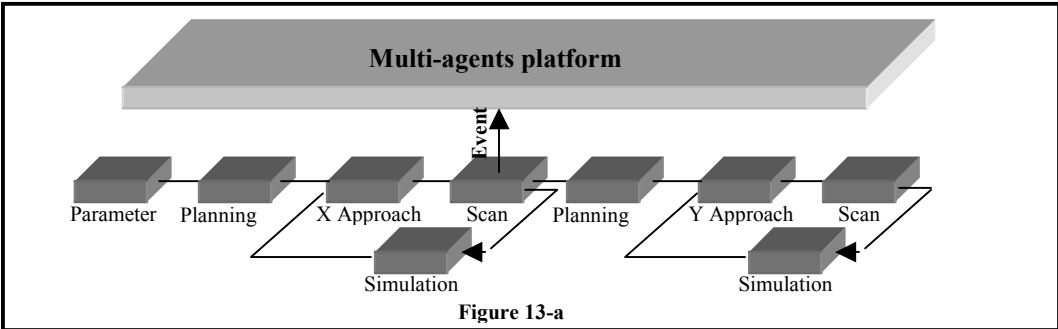 Multi-agents platform
Event
Parameter Planning X Approach Scan Planning Y Approach Scan
Simulation Simulation
Figure 13-a